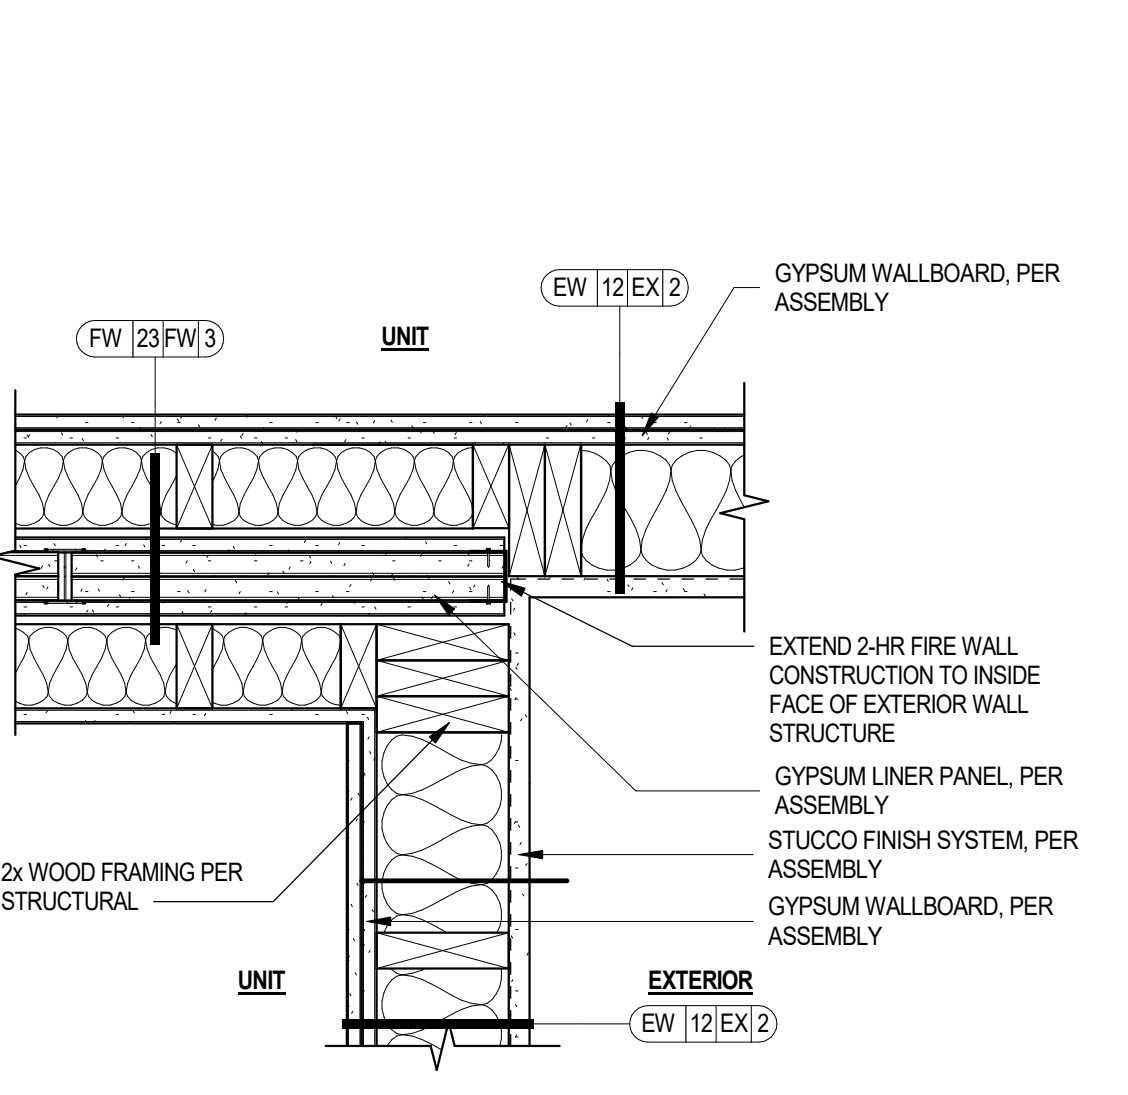 GYPSUM WALLBOARD, PER
ASSEMBLY
EW 12 EX 2
FW 23 FW 3
UNIT
EXTEND 2-HR FIRE WALL
CONSTRUCTION TO INSIDE
FACE OF EXTERIOR WALL
STRUCTURE
GYPSUM LINER PANEL, PER
ASSEMBLY
STUCCO FINISH SYSTEM, PER
ASSEMBLY
2x WOOD FRAMING PER
STRUCTURAL
GYPSUM WALLBOARD, PER
ASSEMBLY
UNIT
EXTERIOR
EW 12 EX 2